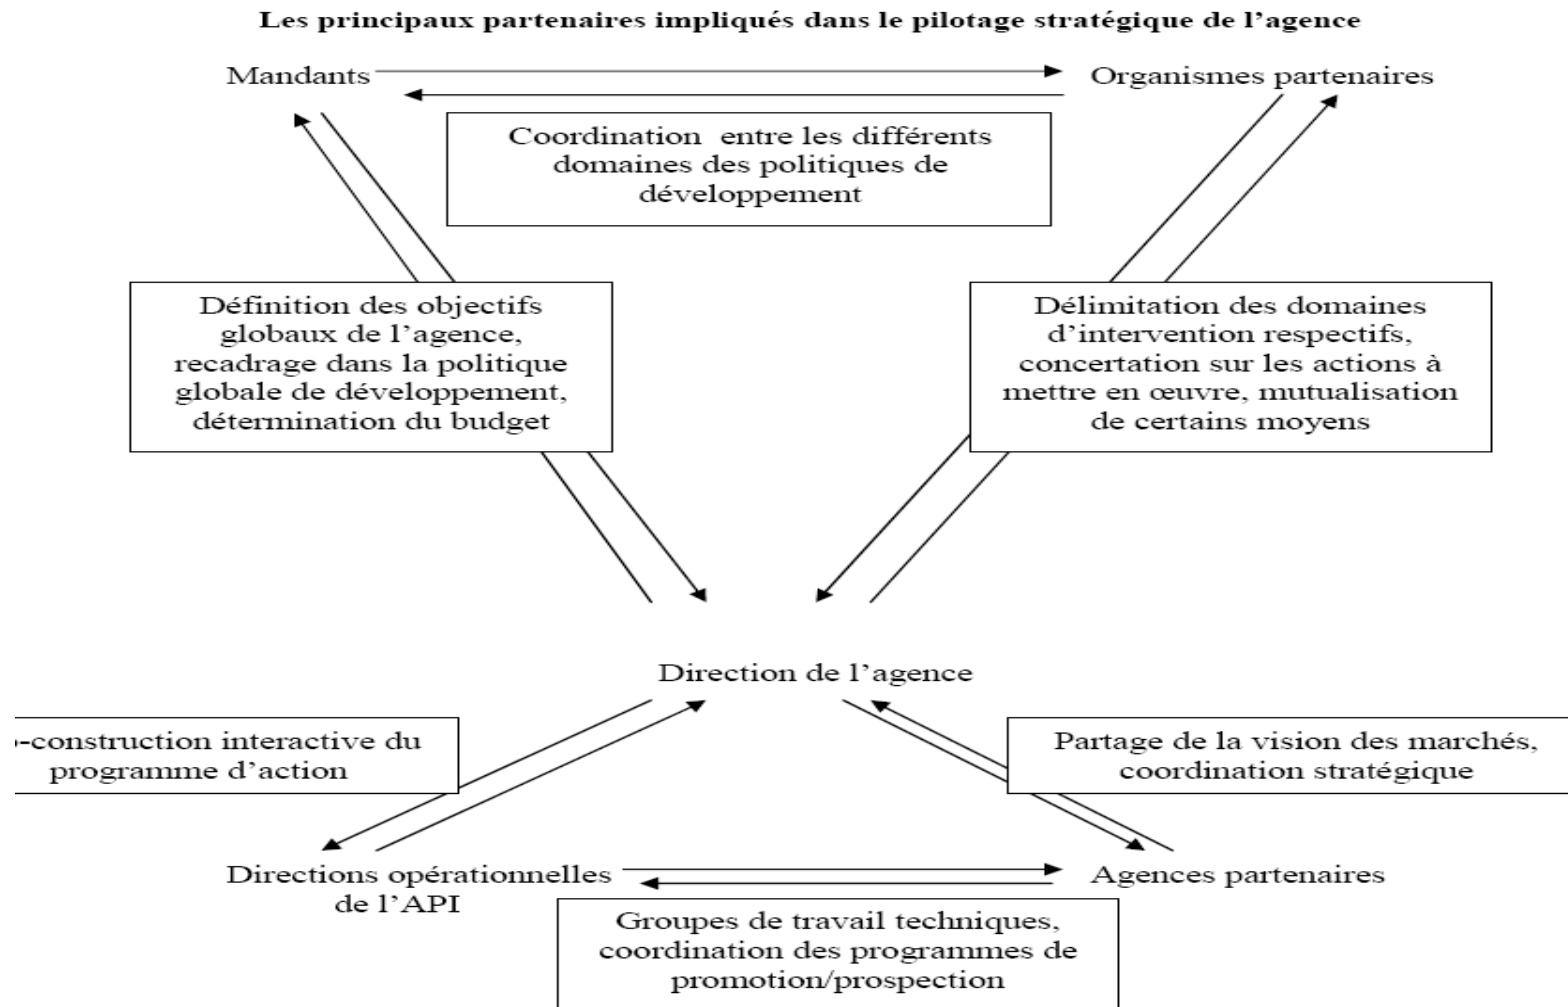 Les principaux partenaires impliqués dans le pilotage stratégique de l’agence
Mandants
Organismes partenaires
Coordination entre les différents
domaines des politiques de
développement
Définition des objectifs
globaux de l’agence,
recadrage dans la politique
globale de développement,
détermination du budget
Délimitation des domaines
d’intervention respectifs,
concertation sur les actions à
mettre en œuvre, mutualisation
de certains moyens
Direction de l’agence
-construction interactive du
programme d’action
Partage de la vision des marchés,
coordination stratégique
Directions opérationnelles
de l’API
Agences partenaires
Groupes de travail techniques,
coordination des programmes de
promotion/prospection